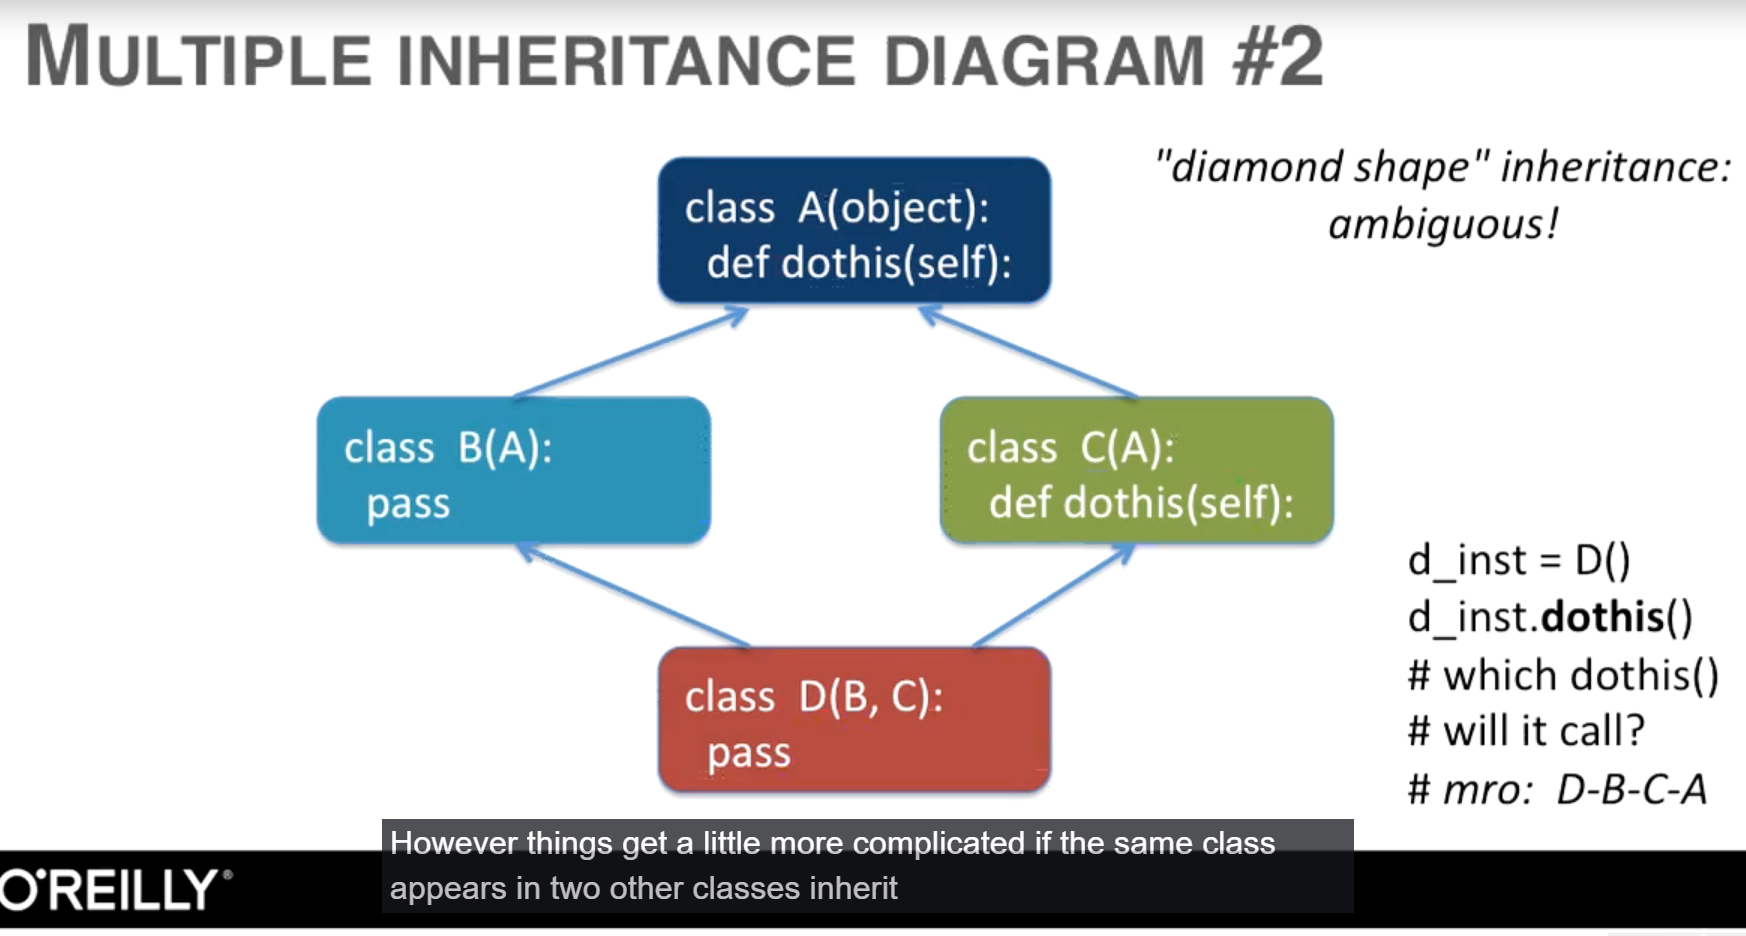 MULTIPLE INHERITANCE DIAGRAM #2
"diamond shape" inheritance:
ambiguous!
class A(object):
def dothis(self):
class B(A):
pass
class C(A):
def dothis(self):
class D(B, C):
pass
d_inst = D()
d_inst.dothis()
# which dothis()
# will it call?
# mro: D-B-C-A
However things get a little more complicated if the same class
appears in two other classes inherit
O'REILLY®